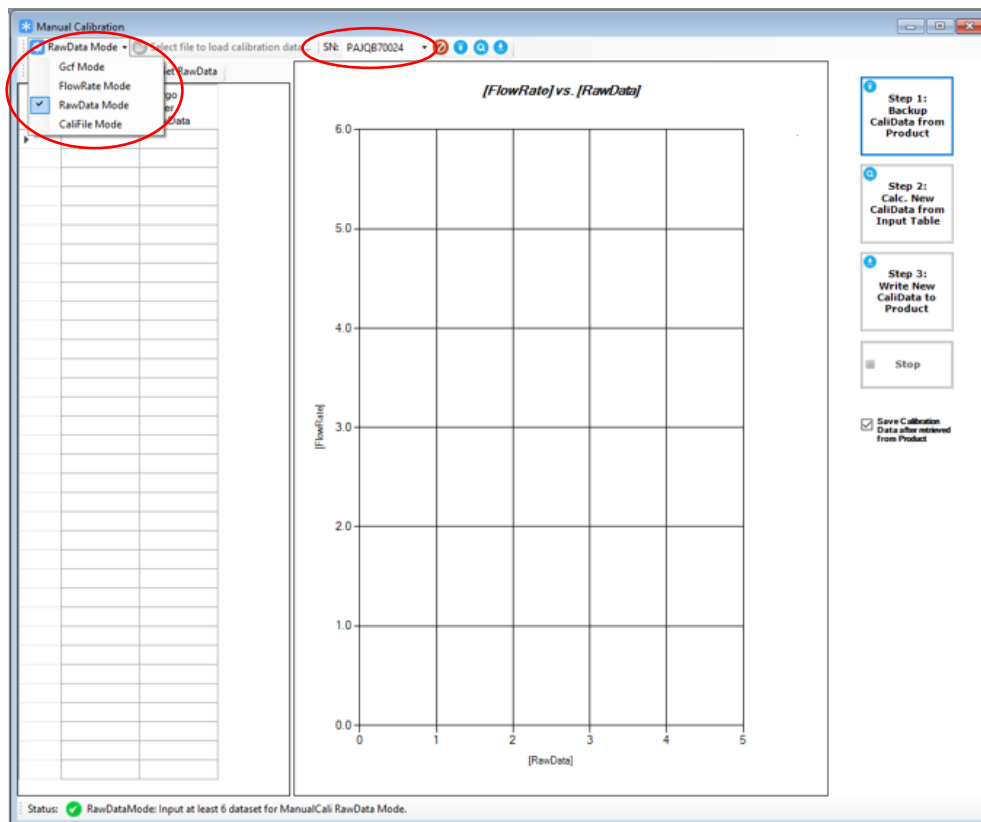 Manual Calibration
RawData Mode
Select file to load calibration data...
SN: PAJQB70024
Gcf Mode
FlowRate Mode
RawData Mode
CaliFile Mode
RawData
[FlowRate] vs. [RawData]
6.0
5.0
4.0
3.0
2.0
1.0
0.0
[FlowRate]
0 1 2 3 4 5
[RawData]
Step 1:
Backup
CaliData from
Product
Step 2:
Calc. New
CaliData from
Input Table
Step 3:
Write New
CaliData to
Product
Stop
Save Calibration
Data after retrieved
from Product
Status: RawDataMode: Input at least 6 dataset for ManualCali RawData Mode.